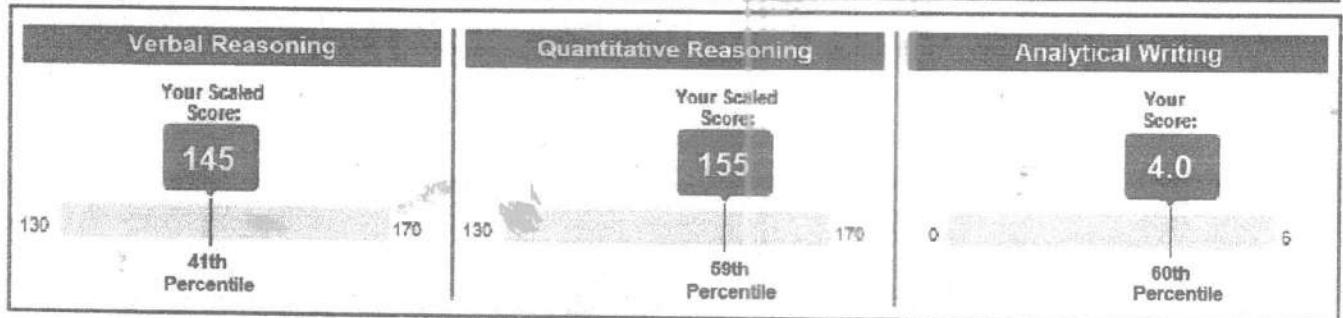 Verbal Reasoning
Your Scaled
Score:
145
130
170
41th
Percentile
Quantitative Reasoning
Your Scaled
Score:
155
130
170
59th
Percentile
Analytical Writing
Your
Score:
4.0
0
6
60th
Percentile